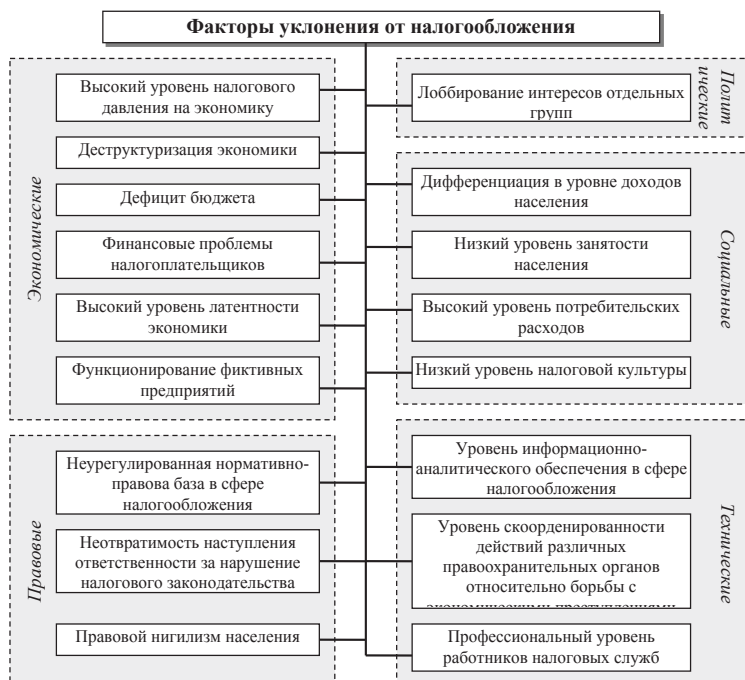 Факторы уклонения от налогообложения
Экономические
Высокий уровень налогового
давления на экономику
Деструктуризация экономики
Дефицит бюджета
Финансовые проблемы
налогоплательщиков
Высокий уровень латентности
экономики
Функционирование фиктивных
предприятий
Полит
ические
Лоббирование интересов отдельных
групп
Социальные
Дифференциация в уровне доходов
населения
Низкий уровень занятости
населения
Высокий уровень потребительских
расходов
Низкий уровень налоговой культуры
Правовые
Неурегулированная нормативно-
правова база в сфере
налогообложения
Неотвратимость наступления
ответственности за нарушение
налогового законодательства
Правовой нигилизм населения
Технические
Уровень информационно-
аналитического обеспечения в сфере
налогообложения
Уровень скоорденированности
действий различных
правоохранительных органов
относительно борьбы с
экономическими преступлениями
Профессиональный уровень
работников налоговых служб